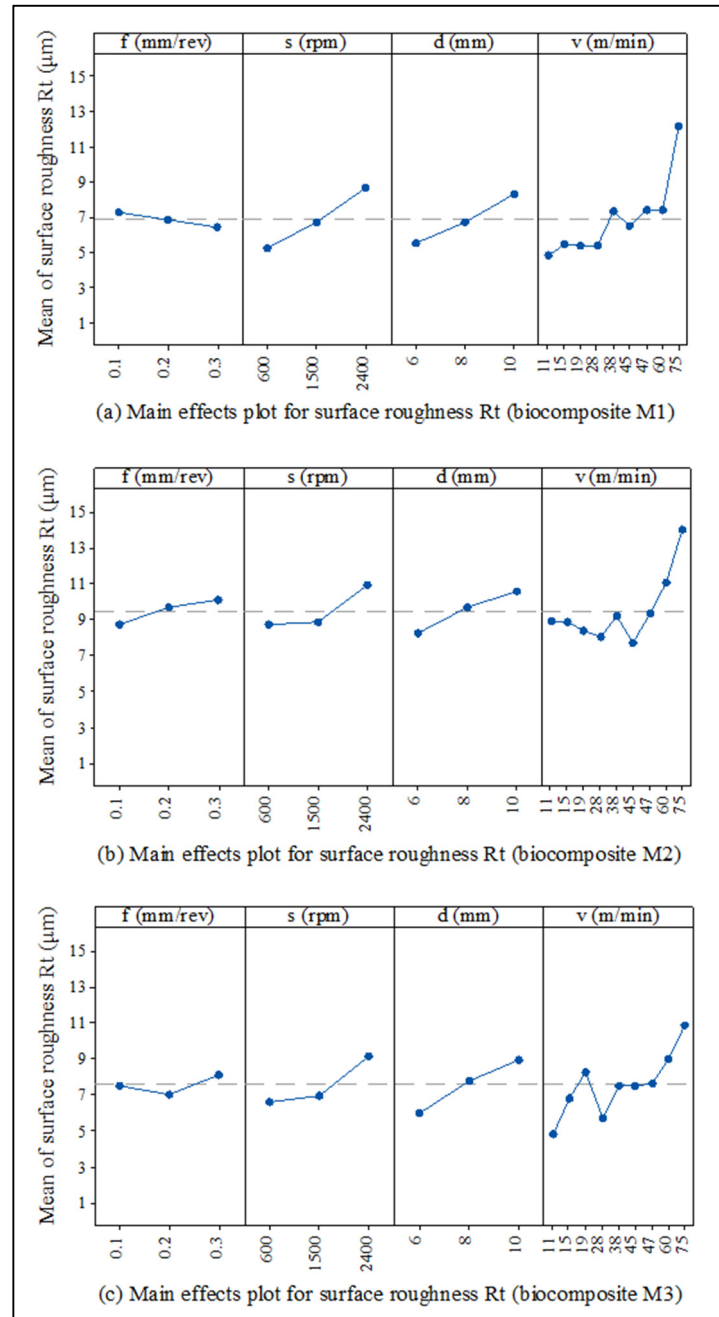 f (mm/rev) s (rpm) d (mm) v (m/min)
Mean of surface roughness Rt (µm)
15
13
11
9
7
5
3
1
0.1 0.2 0.3 600 1500 2400 6 8 10 11 15 19 28 38 45 47 60 75
(a) Main effects plot for surface roughness Rt (biocomposite M1)
f (mm/rev) s (rpm) d (mm) v (m/min)
Mean of surface roughness Rt (µm)
15
13
11
9
7
5
3
1
0.1 0.2 0.3 600 1500 2400 6 8 10 11 15 19 28 38 45 47 60 75
(b) Main effects plot for surface roughness Rt (biocomposite M2)
f (mm/rev) s (rpm) d (mm) v (m/min)
Mean of surface roughness Rt (µm)
15
13
11
9
7
5
3
1
0.1 0.2 0.3 600 1500 2400 6 8 10 11 15 19 28 38 45 47 60 75
(c) Main effects plot for surface roughness Rt (biocomposite M3)